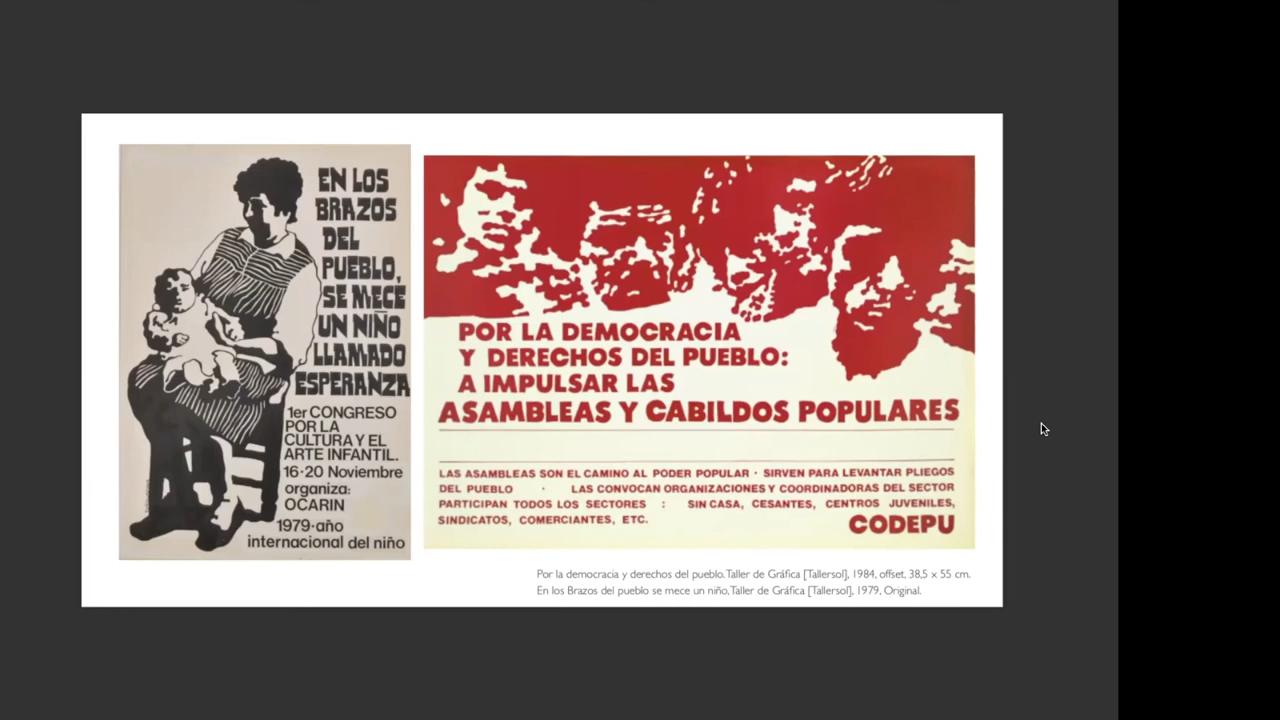 EN LOS
BRAZOS
DEL
PUEBLO,
SE MECE
UN NIÑO
LLAMADO
ESPERANZA
1er CONGRESO
POR LA
CULTURA Y EL
ARTE INFANTIL.
16·20 Noviembre
organiza:
OCARIN
1979·año
internacional del niño
POR LA DEMOCRACIA
Y DERECHOS DEL PUEBLO:
A IMPULSAR LAS
ASAMBLEAS Y CABILDOS POPULARES
LAS ASAMBLEAS SON EL CAMINO AL PODER POPULAR · SIRVEN PARA LEVANTAR PLIEGOS
DEL PUEBLO · LAS CONVOCAN ORGANIZACIONES Y COORDINADORAS DEL SECTOR
PARTICIPAN TODOS LOS SECTORES : SIN CASA, CESANTES, CENTROS JUVENILES,
SINDICATOS, COMERCIANTES, ETC.
CODEPU
Por la democracia y derechos del pueblo. Taller de Gráfica [Tallersol], 1984, offset, 38,5 x 55 cm.
En los Brazos del pueblo se mece un niño, Taller de Gráfica [Tallersol], 1979, Original.